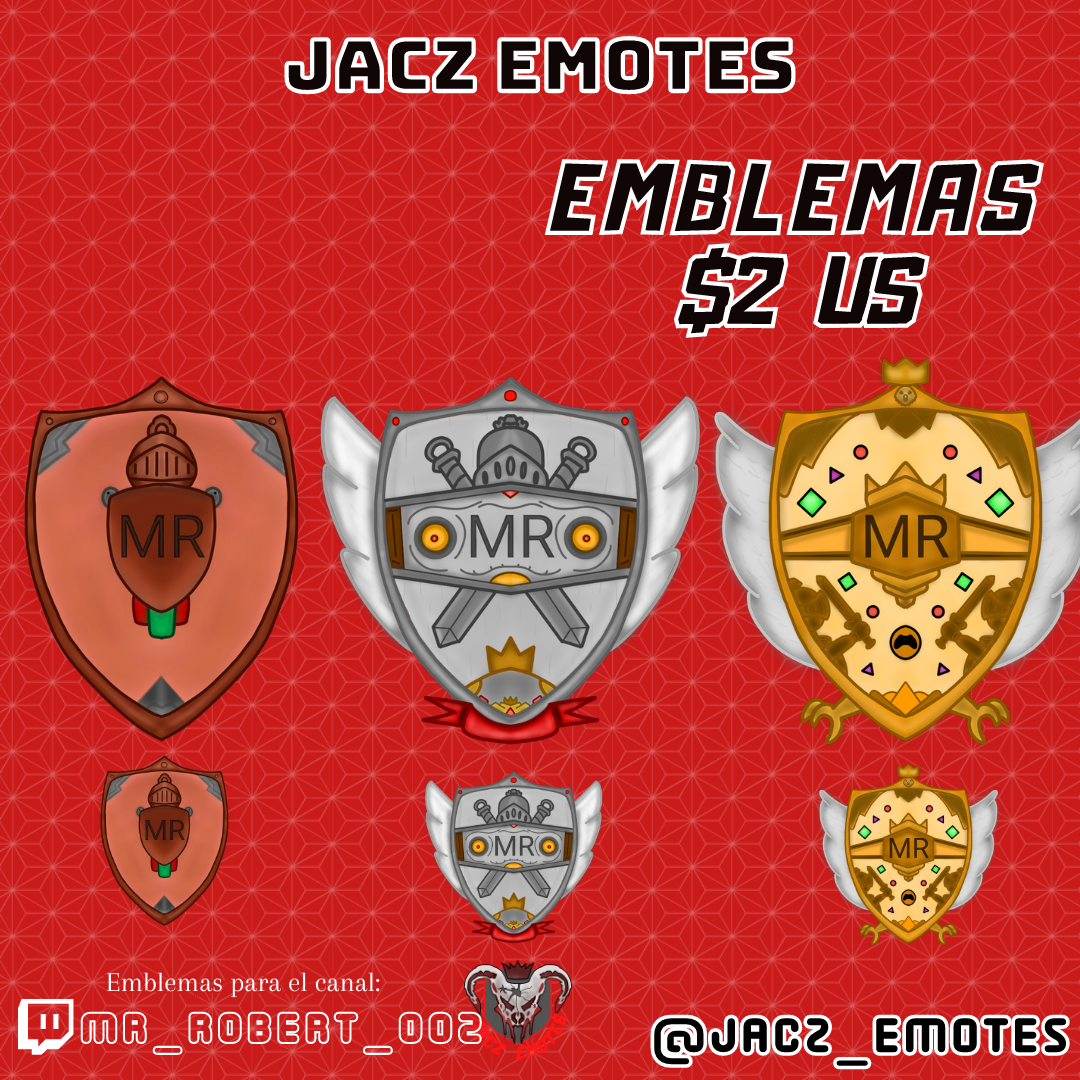 JACZ EMOTES
EMBLEMAS
$2 US
MR
MR
MR
MR
MR
MR
Emblemas para el canal:
MR_ROBERT_002
@JACZ_EMOTES